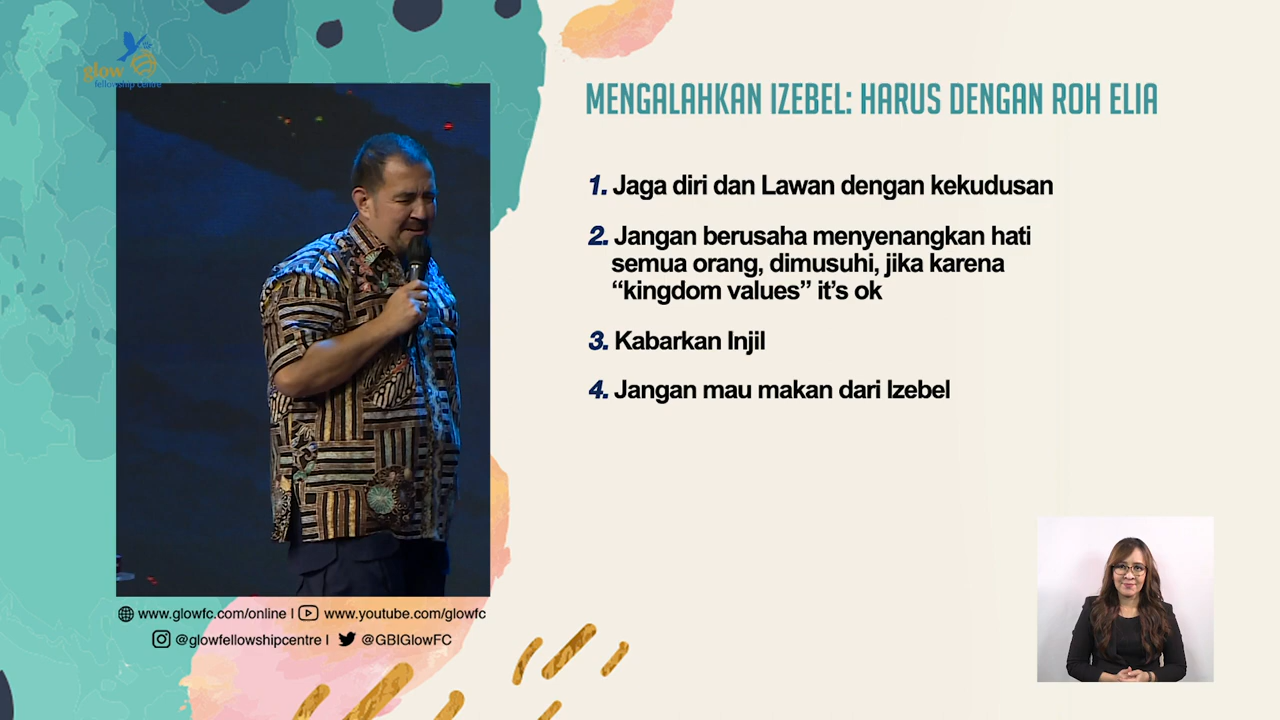 glow
fellowship centre
MENGALAHKAN IZEBEL: HARUS DENGAN ROH ELIA
1. Jaga diri dan Lawan dengan kekudusan
2. Jangan berusaha menyenangkan hati
semua orang, dimusuhi, jika karena
“kingdom values” it’s ok
3. Kabarkan Injil
4. Jangan mau makan dari Izebel
www.glowfc.com/online | www.youtube.com/glowfc
@glowfellowshipcentre | @GBIGlowFC